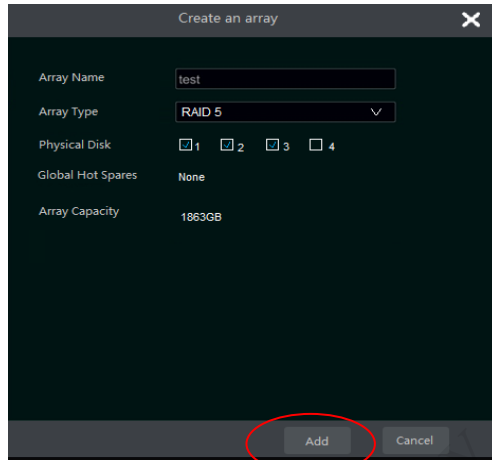 Create an array
Array Name test
Array Type RAID 5
Physical Disk 1 2 3 4
Global Hot Spares None
Array Capacity 1863GB
Add Cancel